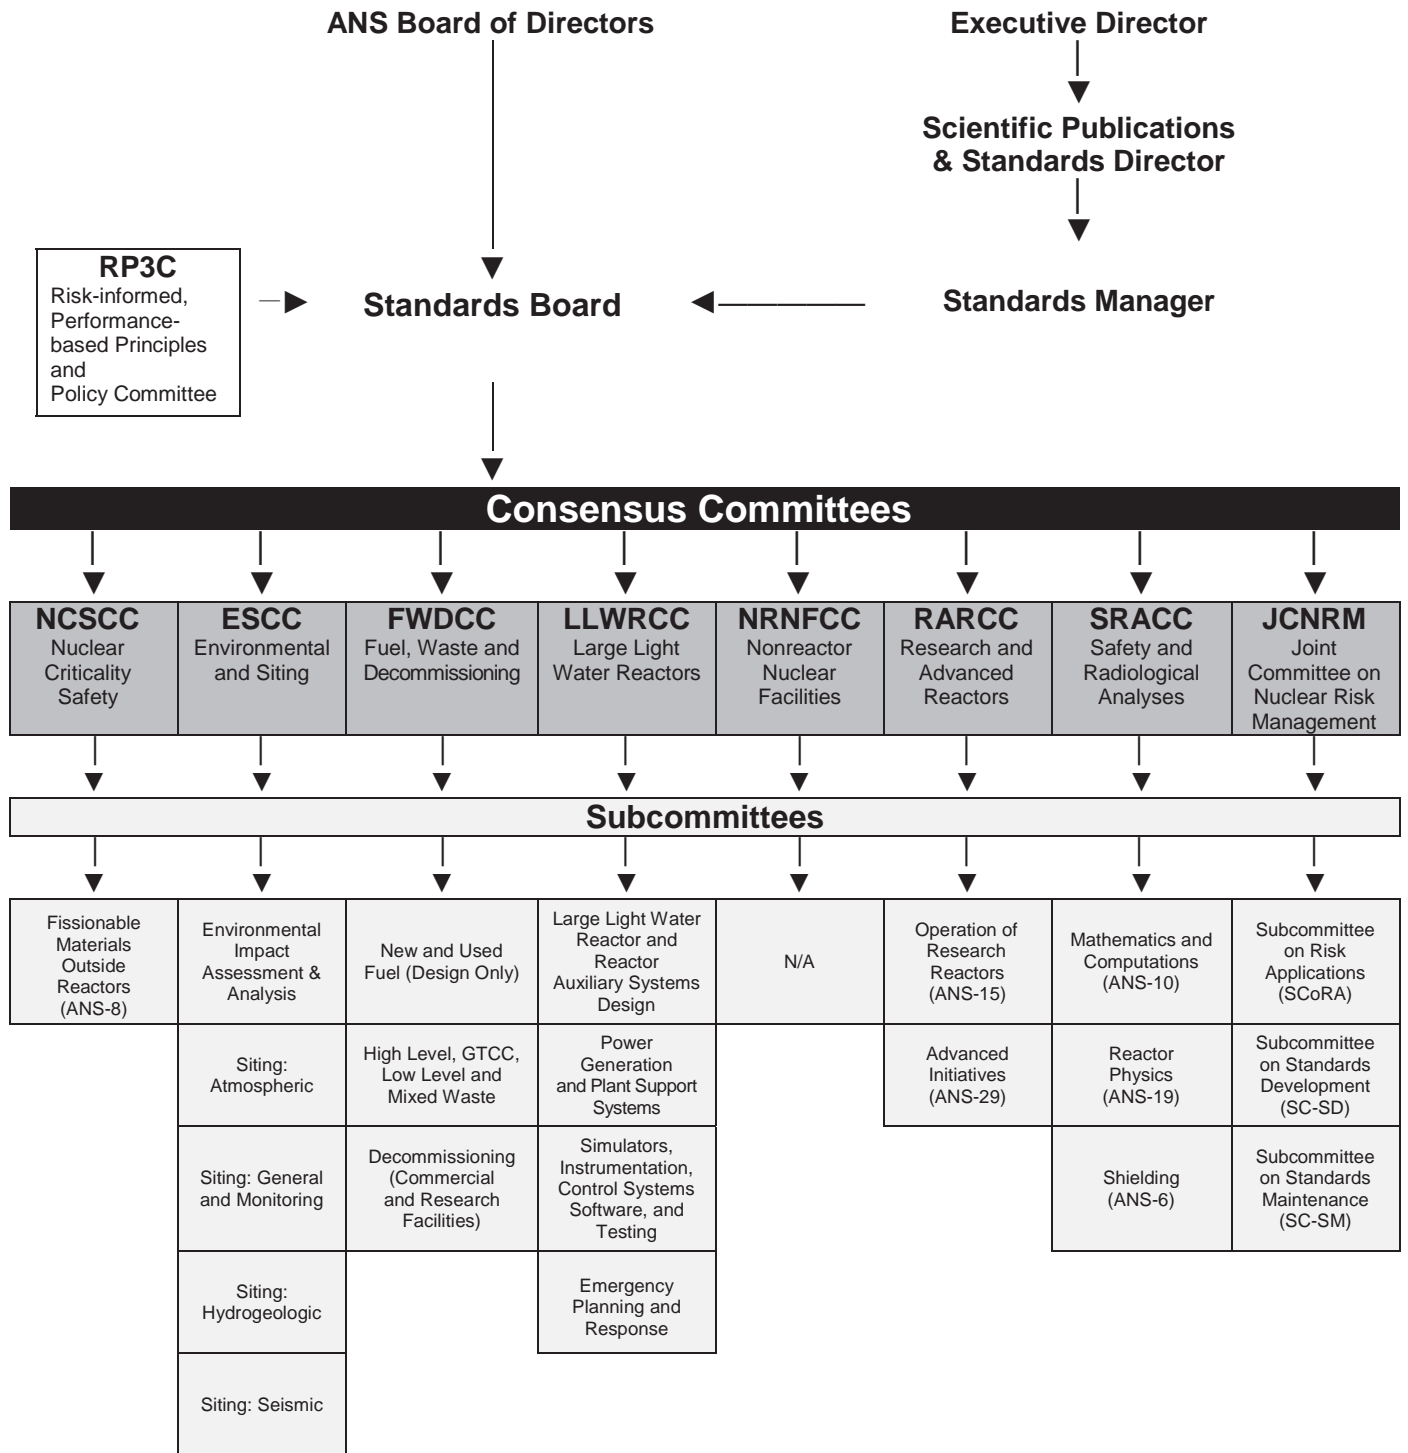 ANS Board of Directors
Executive Director
Scientific Publications
& Standards Director
RP3C
Risk-informed,
Performance-
based Principles
and
Policy Committee
Standards Board
Standards Manager
Consensus Committees
NCSCC
Nuclear
Criticality
Safety
ESCC
Environmental
and Siting
FWDCC
Fuel, Waste and
Decommissioning
LLWRCC
Large Light
Water Reactors
NRNFCC
Nonreactor
Nuclear
Facilities
RARCC
Research and
Advanced
Reactors
SRACC
Safety and
Radiological
Analyses
JCNRM
Joint
Committee on
Nuclear Risk
Management
Subcommittees
Fissionable
Materials
Outside
Reactors
(ANS-8)
Environmental
Impact
Assessment &
Analysis
New and Used
Fuel (Design Only)
Large Light Water
Reactor and
Reactor
Auxiliary Systems
Design
N/A
Operation of
Research
Reactors
(ANS-15)
Mathematics and
Computations
(ANS-10)
Subcommittee
on Risk
Applications
(SCoRA)
Siting:
Atmospheric
High Level, GTCC,
Low Level and
Mixed Waste
Power
Generation
and Plant Support
Systems
Advanced
Initiatives
(ANS-29)
Reactor
Physics
(ANS-19)
Subcommittee
on Standards
Development
(SC-SD)
Siting: General
and Monitoring
Decommissioning
(Commercial
and Research
Facilities)
Simulators,
Instrumentation,
Control Systems
Software, and
Testing
Shielding
(ANS-6)
Subcommittee
on Standards
Maintenance
(SC-SM)
Siting:
Hydrogeologic
Emergency
Planning and
Response
Siting: Seismic